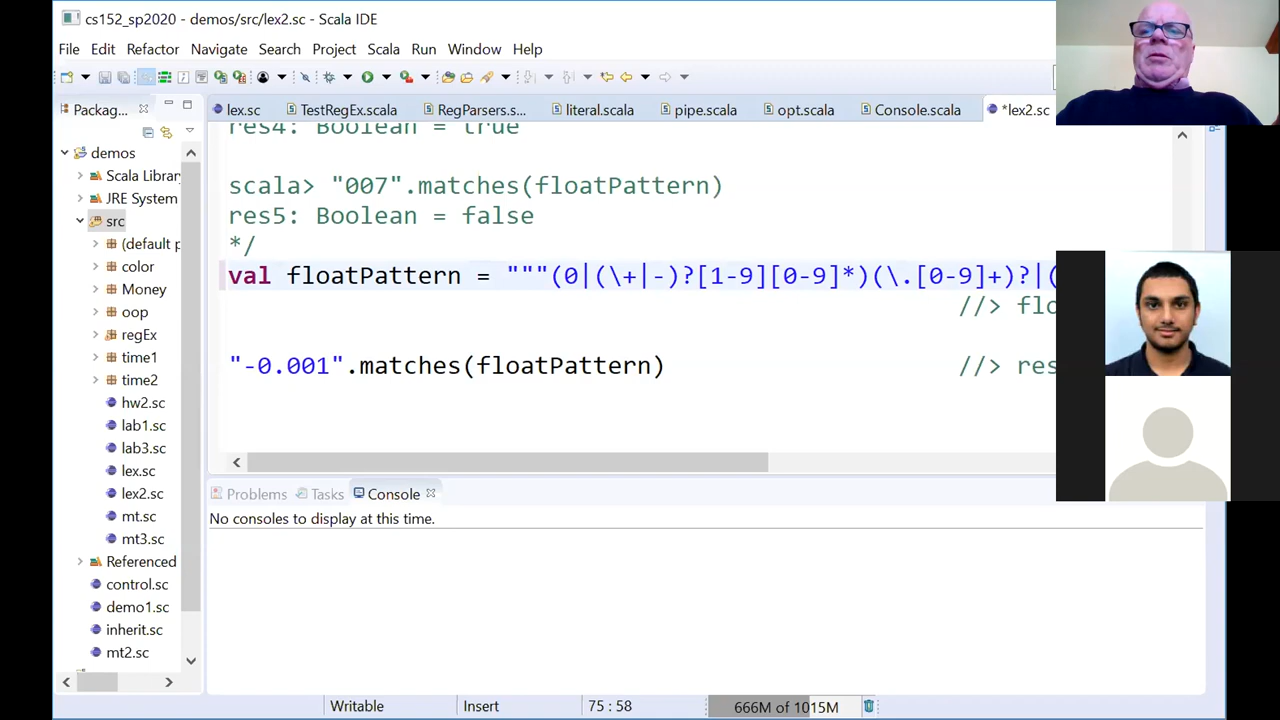 cs152_sp2020 - demos/src/lex2.sc - Scala IDE
File Edit Refactor Navigate Search Project Scala Run Window Help
Packag...
lex.sc TestRegEx.scala RegParsers.s... literal.scala pipe.scala opt.scala Console.scala *lex2.sc
demos
Scala Library
JRE System
src
(default p
color
Money
oop
regEx
time1
time2
hw2.sc
lab1.sc
lab3.sc
lex.sc
lex2.sc
mt.sc
mt3.sc
Referenced
control.sc
demo1.sc
inherit.sc
mt2.sc
res4: Boolean = true
scala> "007".matches(floatPattern)
res5: Boolean = false
*/
val floatPattern = """(0|(\+|-)?[1-9][0-9]*)(\.[0-9]+)?|(
//> flo
"-0.001".matches(floatPattern) //> res
Problems Tasks Console
No consoles to display at this time.
Writable Insert 75 : 58 666M of 1015M